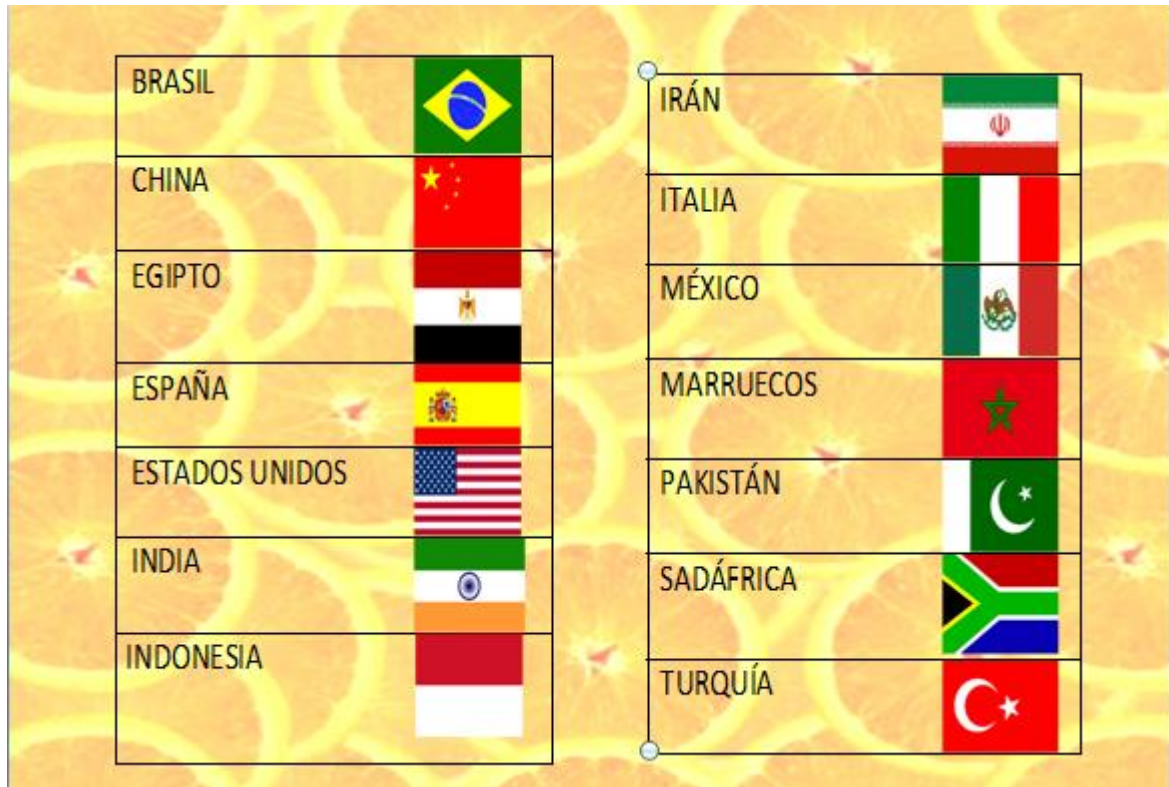 BRASIL
CHINA
EGIPTO
ESPAÑA
ESTADOS UNIDOS
INDIA
INDONESIA
IRÁN
ITALIA
MÉXICO
MARRUECOS
PAKISTÁN
SADÁFRICA
TURQUÍA